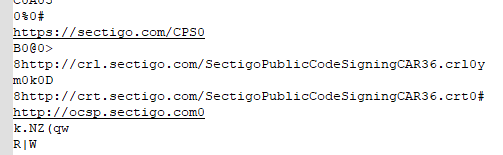 C0A05
0%0#
https://sectigo.com/CPS0
B0@0>
8http://crl.sectigo.com/SectigoPublicCodeSigningCAR36.crl0y
m0k0D
8http://crt.sectigo.com/SectigoPublicCodeSigningCAR36.crt0#
http://ocsp.sectigo.com0
k.NZ(qw
R|W